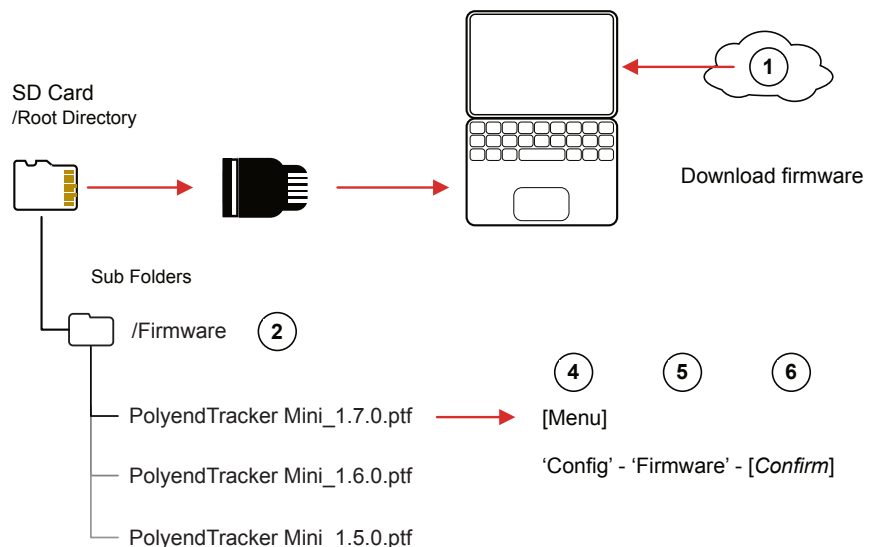 1
SD Card
/Root Directory
Download firmware
Sub Folders
/Firmware 2
4 5 6
PolyendTracker Mini_1.7.0.ptf [Menu]
PolyendTracker Mini_1.6.0.ptf ‘Config’ - ‘Firmware’ - [Confirm]
PolyendTracker Mini_1.5.0.ptf